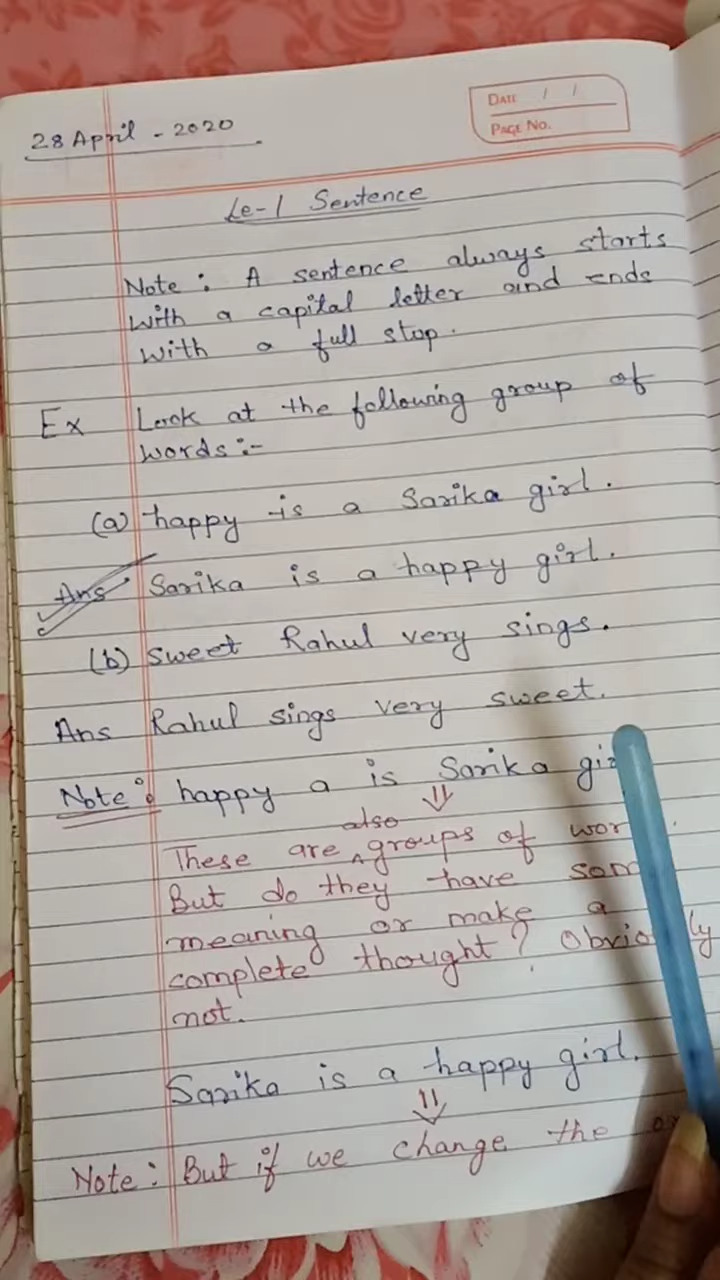 28 April - 2020
DATE / /
PAGE No.
Le-1 Sentence
Note: A sentence always starts
with a capital letter and ends
with a full stop.
Ex Look at the following group of
words:-
(a) happy is a Sarika girl.
Ans Sarika is a happy girl.
(b) sweet Rahul very sings.
Ans Rahul sings very sweet.
Note: happy a is Sarika
also
These are groups of
But do they have
meaning or make a
complete thought?
not.
Sarika is a happy girl.
Note: But if we change the